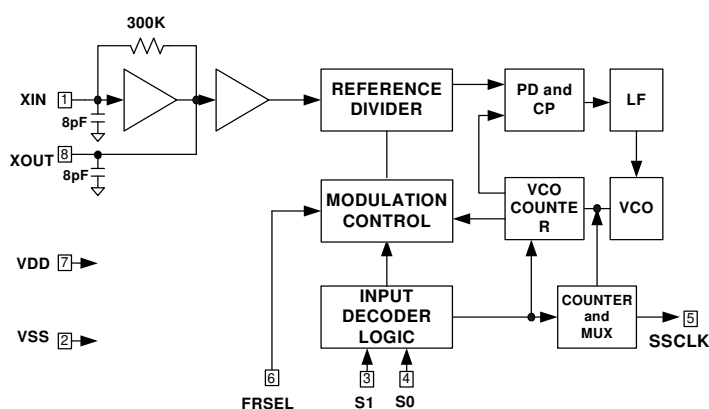 300K
XIN 1
8pF
XOUT 8
8pF
REFERENCE
DIVIDER
PD and
CP
LF
MODULATION
CONTROL
VCO
COUNTE
R
VCO
VDD 7
VSS 2
INPUT
DECODER
LOGIC
COUNTER
and
MUX
5
SSCLK
6
3
4
FRSEL
S1
S0